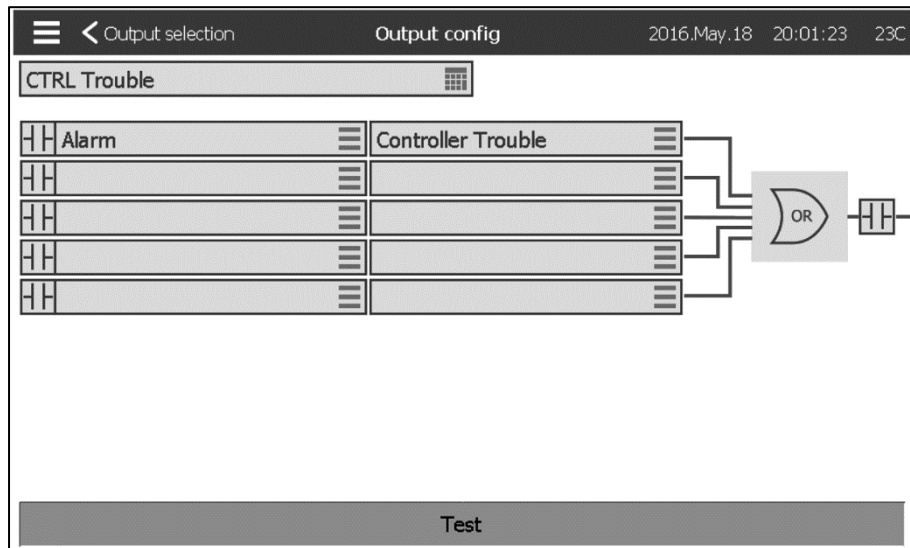 Output selection Output config 2016.May.18 20:01:23 23C
CTRL Trouble
Alarm Controller Trouble
OR
Test